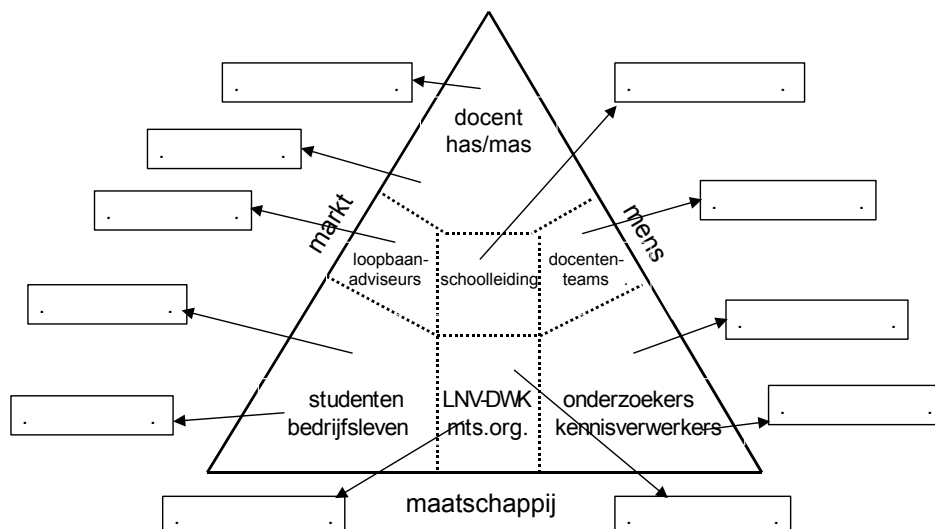 docent
has/mas
markt
mens
loopbaan-
adviseurs
schoolleiding
docenten-
teams
studenten
bedrijfsleven
LNV-DWK
mts.org.
onderzoekers
kennisverwerkers
maatschappij